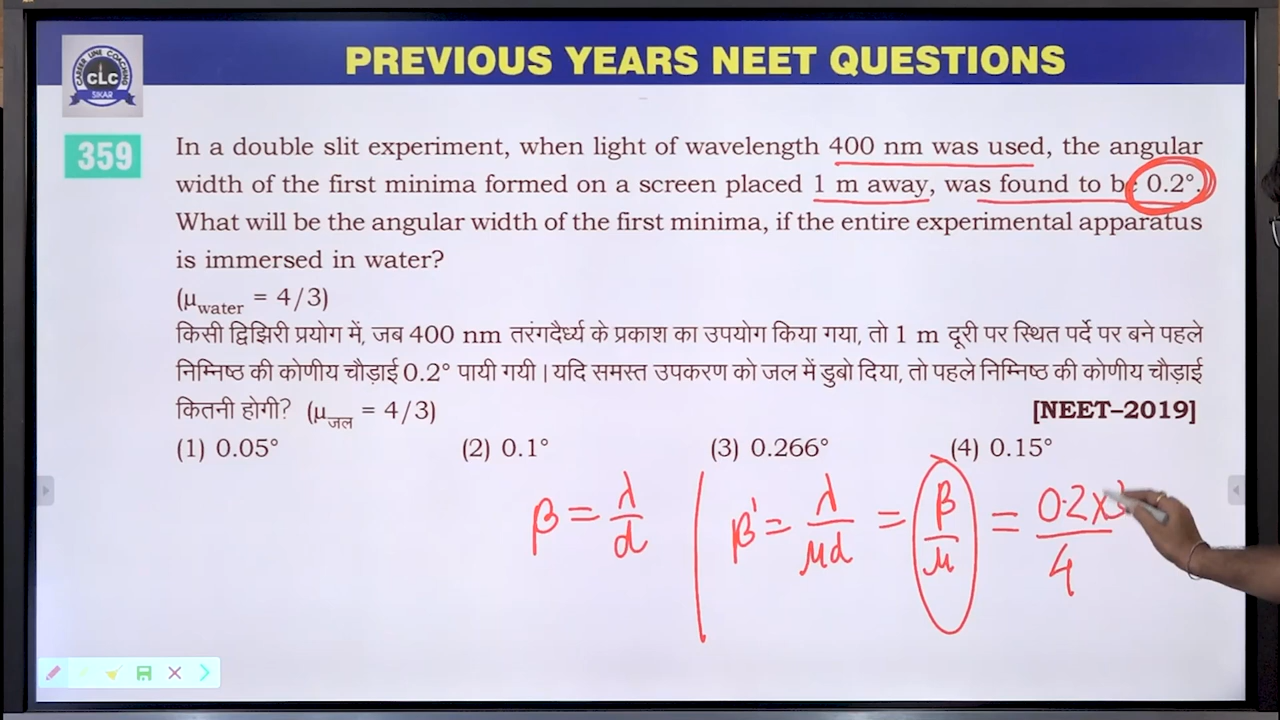 PREVIOUS YEARS NEET QUESTIONS
CAREER LINE COACHING
CLC
SIKAR
359
In a double slit experiment, when light of wavelength 400 nm was used, the angular
width of the first minima formed on a screen placed 1 m away, was found to be 0.2°.
What will be the angular width of the first minima, if the entire experimental apparatus
is immersed in water?
(μwater = 4/3)
किसी द्विझिरी प्रयोग में, जब 400 nm तरंगदैर्ध्य के प्रकाश का उपयोग किया गया, तो 1 m दूरी पर स्थित पर्दे पर बने पहले
निम्निष्ठ की कोणीय चौड़ाई 0.2° पायी गयी। यदि समस्त उपकरण को जल में डुबो दिया, तो पहले निम्निष्ठ की कोणीय चौड़ाई
कितनी होगी? (μजल = 4/3) [NEET–2019]
(1) 0.05° (2) 0.1° (3) 0.266° (4) 0.15°
β = λ/d | β' = λ/μd = β/μ = 0.2×3/4